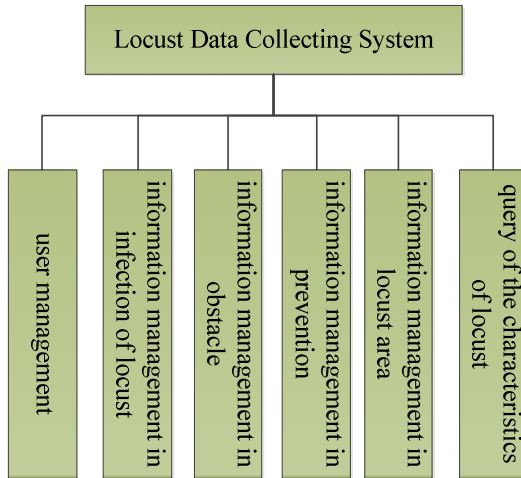 Locust Data Collecting System
user management
information management in
infection of locust
information management in
obstacle
information management in
prevention
information management in
locust area
query of the characteristics
of locust